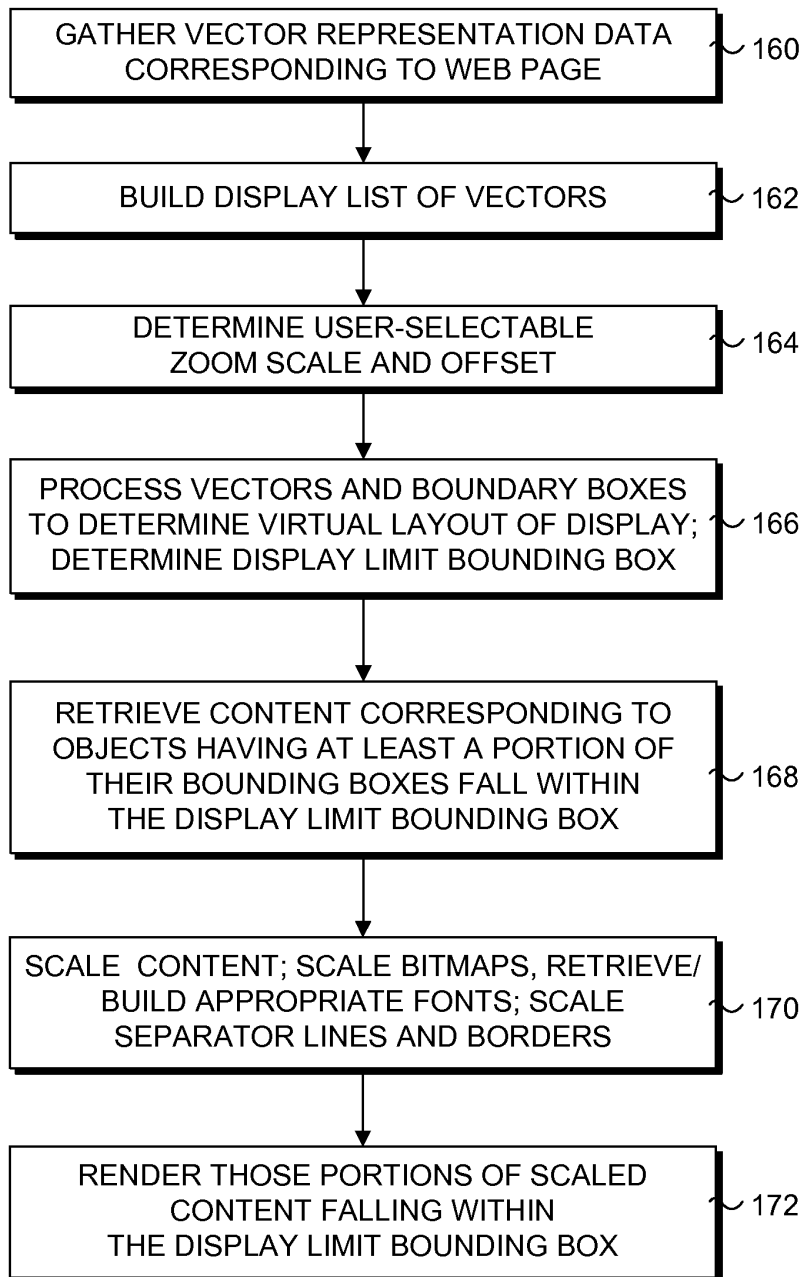 GATHER VECTOR REPRESENTATION DATA
CORRESPONDING TO WEB PAGE
160
BUILD DISPLAY LIST OF VECTORS
162
DETERMINE USER-SELECTABLE
ZOOM SCALE AND OFFSET
164
PROCESS VECTORS AND BOUNDARY BOXES
TO DETERMINE VIRTUAL LAYOUT OF DISPLAY;
DETERMINE DISPLAY LIMIT BOUNDING BOX
166
RETRIEVE CONTENT CORRESPONDING TO
OBJECTS HAVING AT LEAST A PORTION OF
THEIR BOUNDING BOXES FALL WITHIN
THE DISPLAY LIMIT BOUNDING BOX
168
SCALE CONTENT; SCALE BITMAPS, RETRIEVE/
BUILD APPROPRIATE FONTS; SCALE
SEPARATOR LINES AND BORDERS
170
RENDER THOSE PORTIONS OF SCALED
CONTENT FALLING WITHIN
THE DISPLAY LIMIT BOUNDING BOX
172